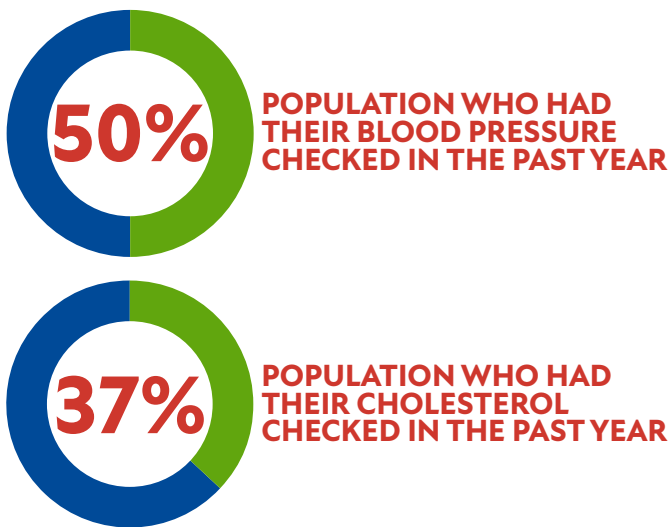 50%
POPULATION WHO HAD
THEIR BLOOD PRESSURE
CHECKED IN THE PAST YEAR
37%
POPULATION WHO HAD
THEIR CHOLESTEROL
CHECKED IN THE PAST YEAR